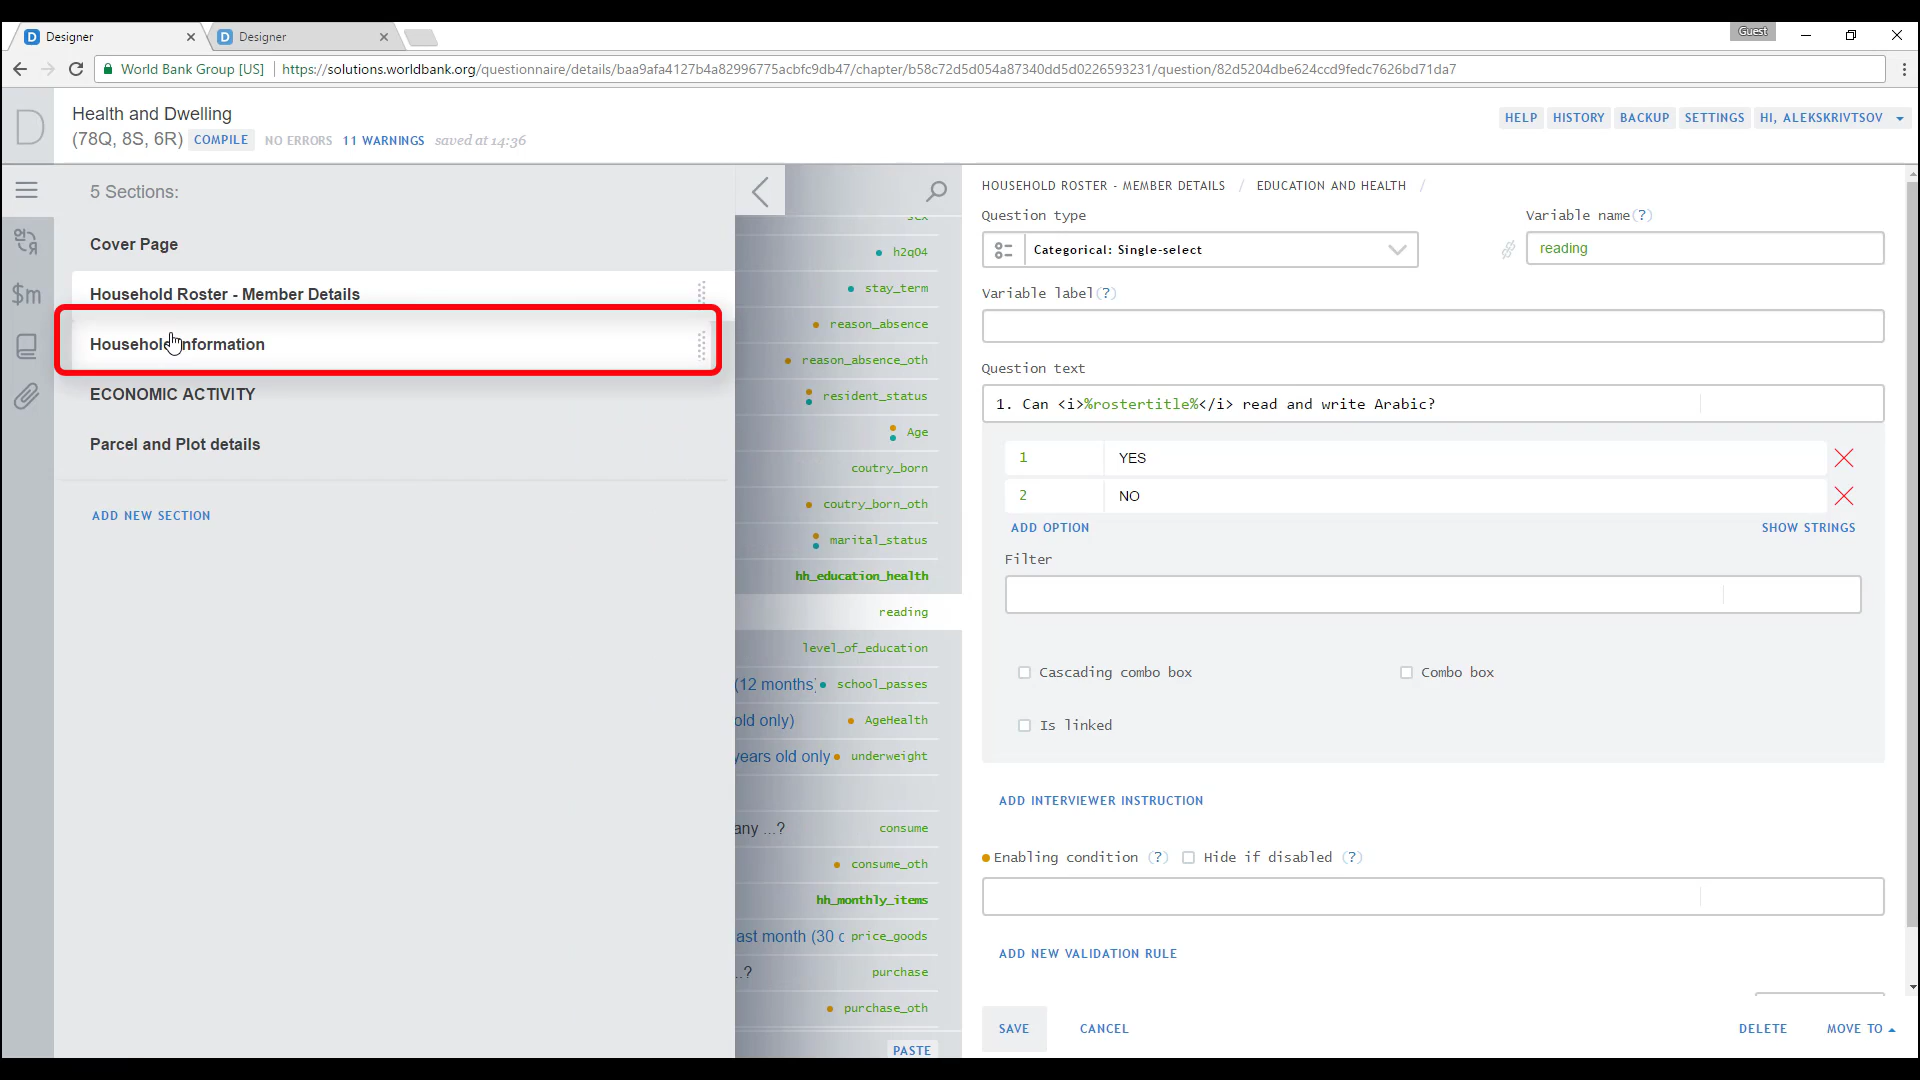 Designer
Designer
Guest
World Bank Group [US]
https://solutions.worldbank.org/questionnaire/details/baa9afa4127b4a82996775acbfc9db47/chapter/b58c72d5d054a87340dd5d0226593231/question/82d5204dbe624ccd9fedc7626bd71da7
D
Health and Dwelling
(78Q, 8S, 6R) COMPILE NO ERRORS 11 WARNINGS saved at 14:36
HELP HISTORY BACKUP SETTINGS HI, ALEKSKRIVTSOV
5 Sections:
Cover Page
Household Roster - Member Details
Household Information
ECONOMIC ACTIVITY
Parcel and Plot details
ADD NEW SECTION
$m
sex
h2q04
stay_term
reason_absence
reason_absence_oth
resident_status
Age
coutry_born
coutry_born_oth
marital_status
hh_education_health
reading
level_of_education
(12 months) school_passes
old only) AgeHealth
years old only underweight
any ...? consume
consume_oth
hh_monthly_items
ast month (30 d price_goods
...? purchase
purchase_oth
PASTE
HOUSEHOLD ROSTER - MEMBER DETAILS / EDUCATION AND HEALTH /
Question type
Variable name(?)
Categorical: Single-select
reading
Variable label(?)
Question text
1. Can <i>%rostertitle%</i> read and write Arabic?
1 YES
2 NO
ADD OPTION
SHOW STRINGS
Filter
Cascading combo box
Combo box
Is linked
ADD INTERVIEWER INSTRUCTION
Enabling condition (?) Hide if disabled (?)
ADD NEW VALIDATION RULE
SAVE
CANCEL
DELETE
MOVE TO